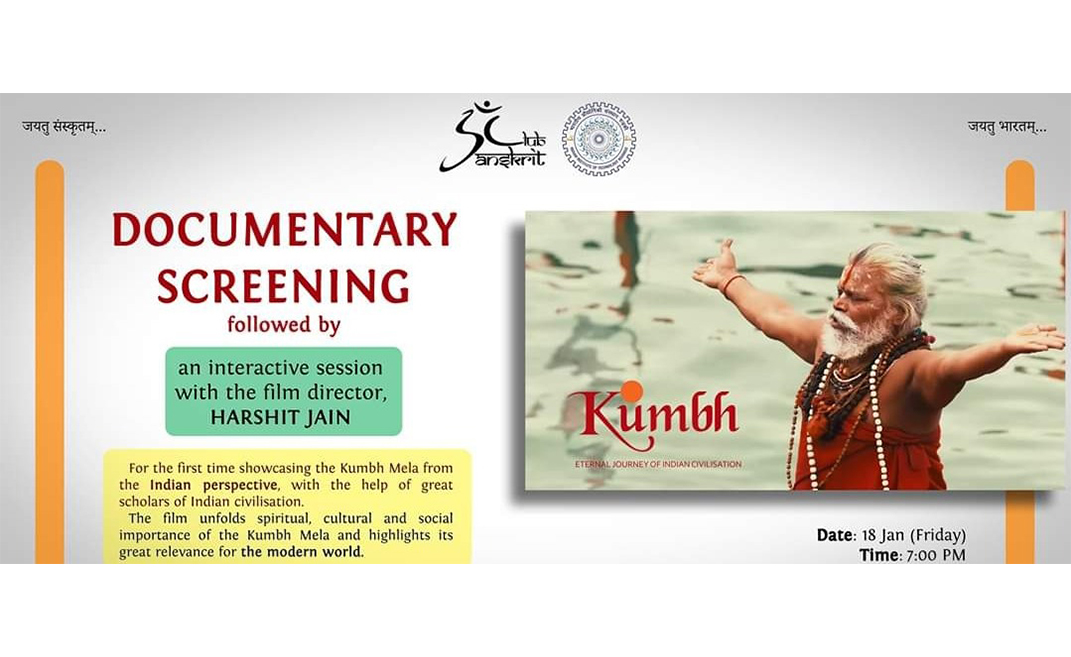 जयतु संस्कृतम्...
Sanskrit Club
जयतु भारतम्...
DOCUMENTARY
SCREENING
followed by
an interactive session
with the film director,
HARSHIT JAIN
For the first time showcasing the Kumbh Mela from
the Indian perspective, with the help of great
scholars of Indian civilisation.
The film unfolds spiritual, cultural and social
importance of the Kumbh Mela and highlights its
great relevance for the modern world.
Kumbh
ETERNAL JOURNEY OF INDIAN CIVILISATION
Date: 18 Jan (Friday)
Time: 7:00 PM